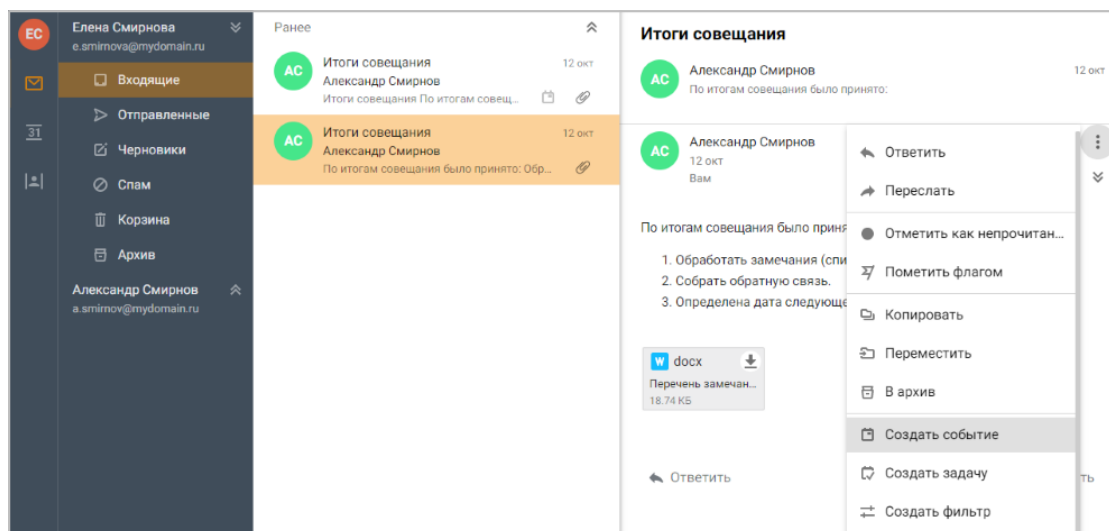 ЕС
Елена Смирнова
e.smirnova@mydomain.ru
Входящие
Отправленные
31
Черновики
Спам
Корзина
Архив
Александр Смирнов
a.smirnov@mydomain.ru
Ранее
АС
Итоги совещания
12 окт
Александр Смирнов
Итоги совещания По итогам совещ...
АС
Итоги совещания
12 окт
Александр Смирнов
По итогам совещания было принято: Обр...
Итоги совещания
АС
Александр Смирнов
12 окт
По итогам совещания было принято:
АС
Александр Смирнов
12 окт
Вам
По итогам совещания было приня
1. Обработать замечания (спи
2. Собрать обратную связь.
3. Определена дата следующе
W docx
Перечень замечан...
18.74 КБ
Ответить
ть
Ответить
Переслать
Отметить как непрочитан...
Пометить флагом
Копировать
Переместить
В архив
Создать событие
Создать задачу
Создать фильтр